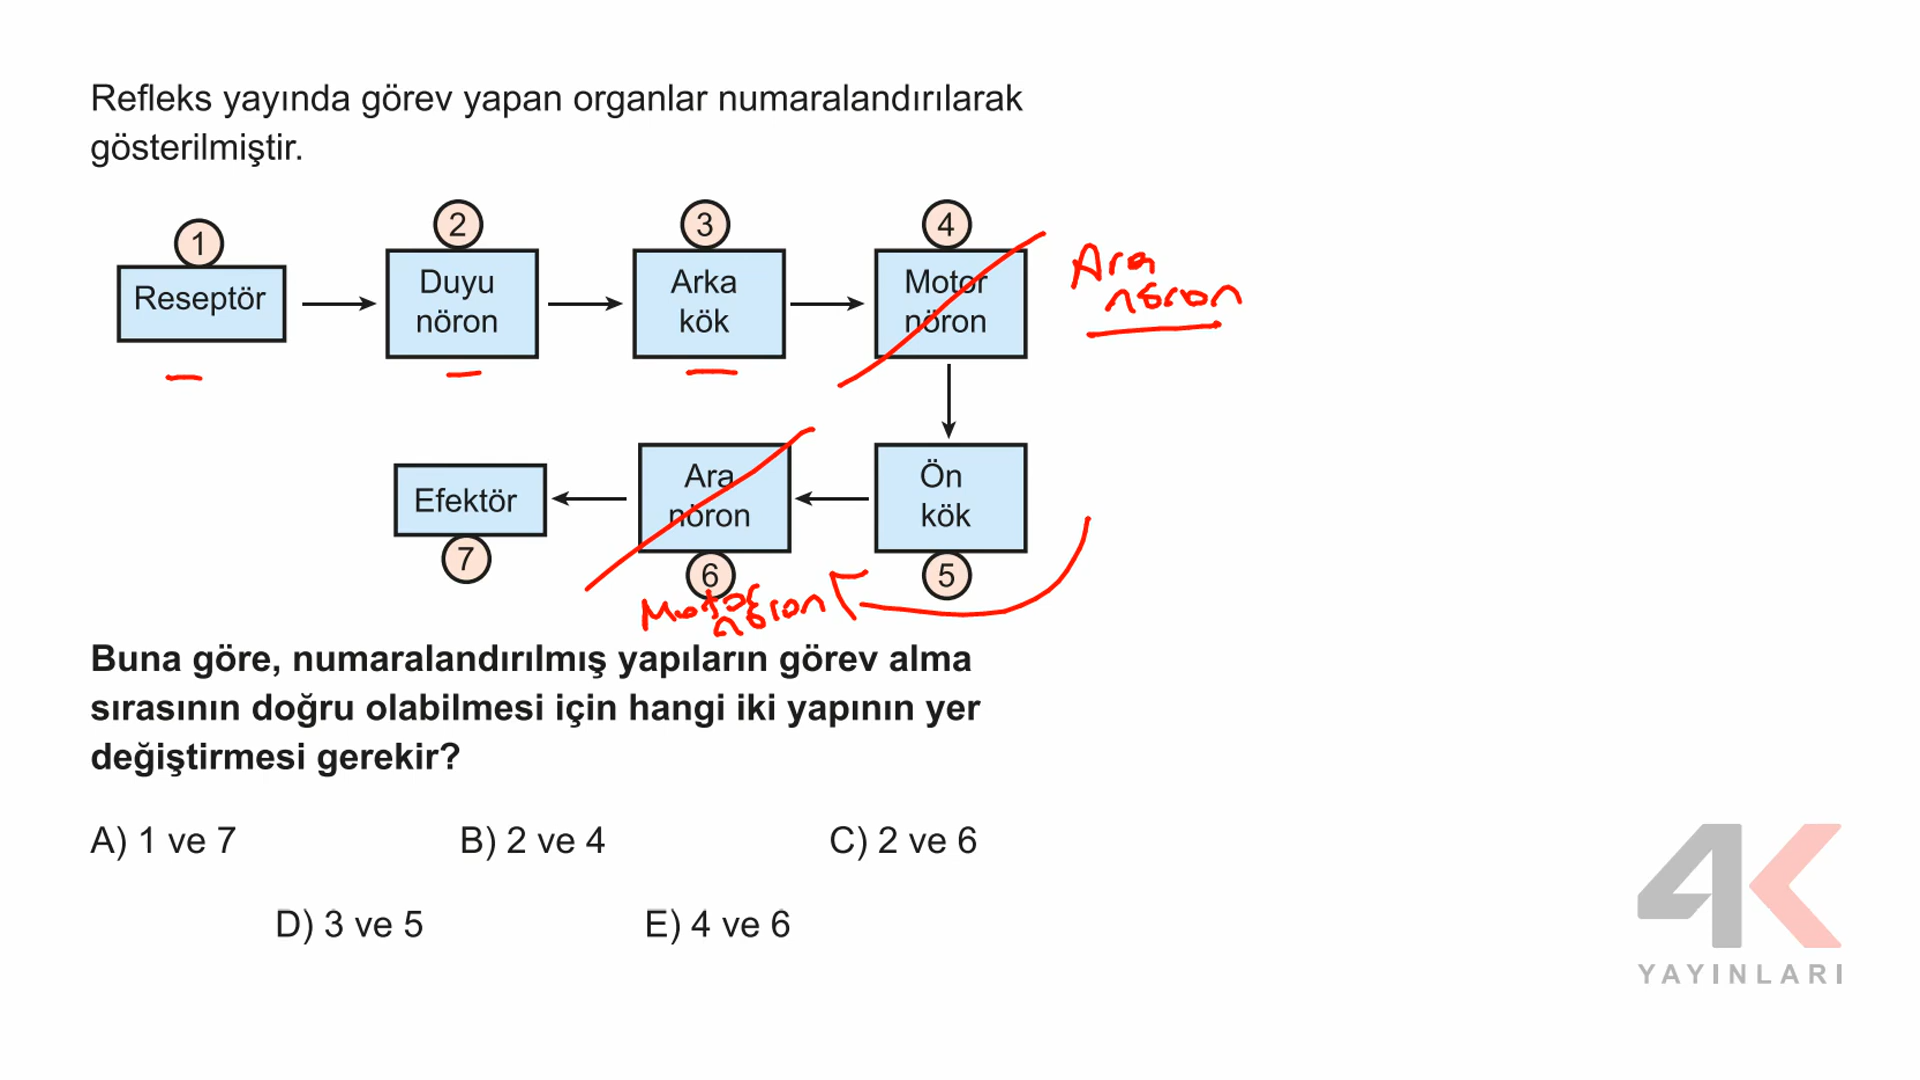 Refleks yayında görev yapan organlar numaralandırılarak
gösterilmiştir.
1
2
3
4
Reseptör
Duyu
nöron
Arka
kök
Motor
nöron
Ara
nöron
Efektör
Ara
nöron
Ön
kök
7
6
5
Motor
nöron
Buna göre, numaralandırılmış yapıların görev alma
sırasının doğru olabilmesi için hangi iki yapının yer
değiştirmesi gerekir?
A) 1 ve 7
B) 2 ve 4
C) 2 ve 6
D) 3 ve 5
E) 4 ve 6
4K
YAYINLARI